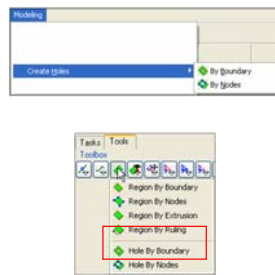 Modeling
Create Holes
By Boundary
By Nodes
Tasks Tools
Toolbox
Region By Boundary
Region By Nodes
Region By Extrusion
Region By Ruling
Hole By Boundary
Hole By Nodes